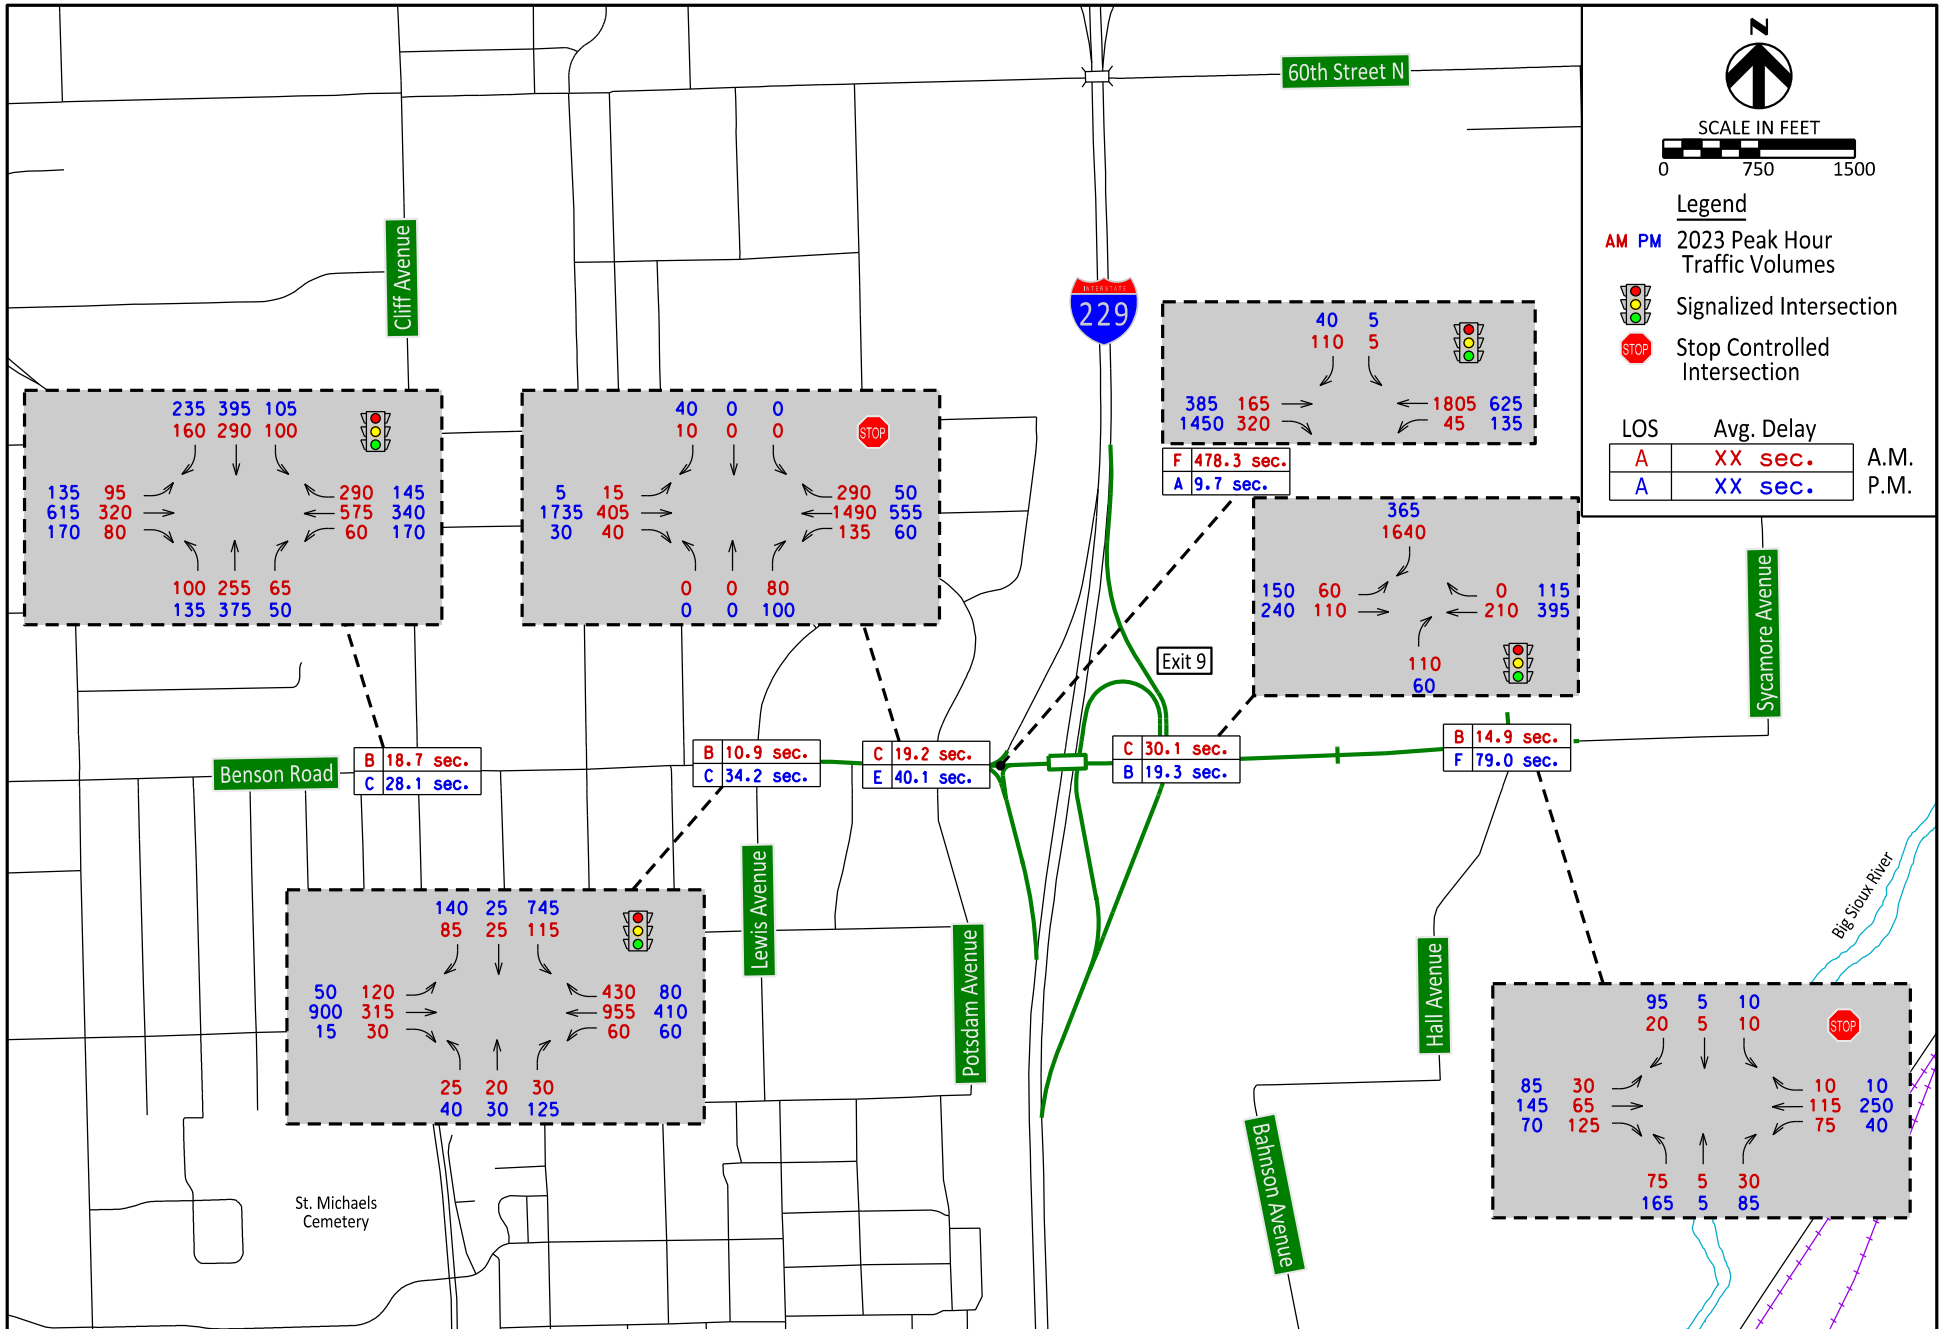 60th Street N
N
SCALE IN FEET
0 750 1500
Legend
AM PM 2023 Peak Hour
Traffic Volumes
Signalized Intersection
STOP Stop Controlled
Intersection
LOS Avg. Delay
A XX sec. A.M.
A XX sec. P.M.
Cliff Avenue
INTERSTATE
229
235 395 105
160 290 100
135 95 290 145
615 320 575 340
170 80 60 170
100 255 65
135 375 50
40 0 0
10 0 0
STOP
5 15 290 50
1735 405 1490 555
30 40 135 60
0 0 80
0 0 100
40 5
110 5
385 165 1805 625
1450 320 45 135
F 478.3 sec.
A 9.7 sec.
365
1640
150 60 0 115
240 110 210 395
110
60
Exit 9
Sycamore Avenue
Benson Road
B 18.7 sec.
C 28.1 sec.
B 10.9 sec.
C 34.2 sec.
C 19.2 sec.
E 40.1 sec.
C 30.1 sec.
B 19.3 sec.
B 14.9 sec.
F 79.0 sec.
Lewis Avenue
Potsdam Avenue
Hall Avenue
Bahnson Avenue
Big Sioux River
140 25 745
85 25 115
50 120 430 80
900 315 955 410
15 30 60 60
25 20 30
40 30 125
95 5 10
20 5 10
STOP
85 30 10 10
145 65 115 250
70 125 75 40
75 5 30
165 5 85
St. Michaels
Cemetery